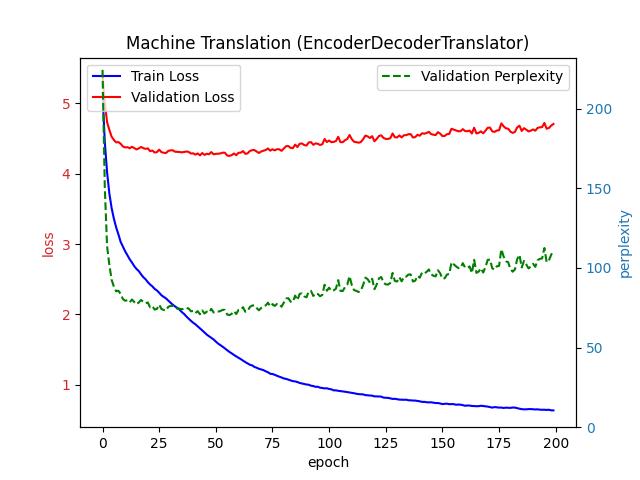 Machine Translation (EncoderDecoderTranslator)
Train Loss
Validation Loss
Validation Perplexity
5
4
3
2
1
loss
200
150
100
50
0
perplexity
0 25 50 75 100 125 150 175 200
epoch